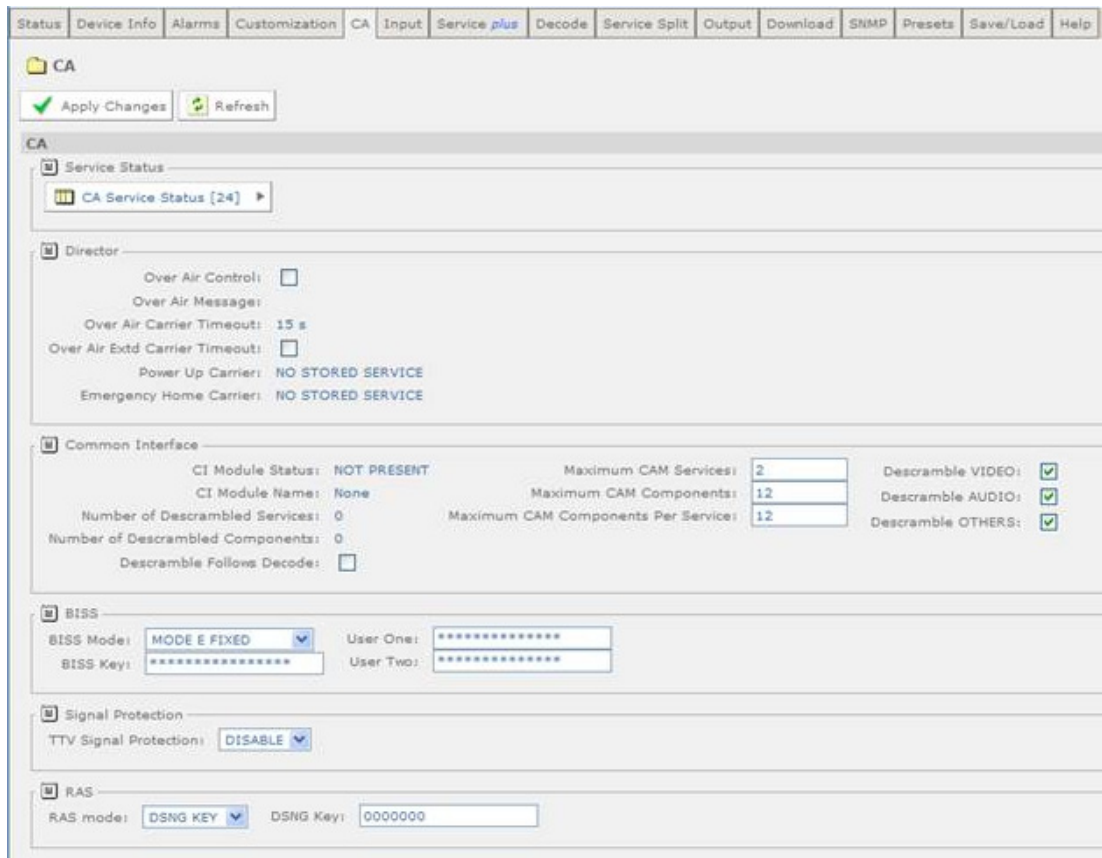 Status Device Info Alarms Customization CA Input Service plus Decode Service Split Output Download SNMP Presets Save/Load Help
CA
Apply Changes Refresh
CA
Service Status
CA Service Status [24]
Director
Over Air Control:
Over Air Message:
Over Air Carrier Timeout: 15 s
Over Air Extd Carrier Timeout:
Power Up Carrier: NO STORED SERVICE
Emergency Home Carrier: NO STORED SERVICE
Common Interface
CI Module Status: NOT PRESENT Maximum CAM Services: 2 Descramble VIDEO:
CI Module Name: None Maximum CAM Components: 12 Descramble AUDIO:
Number of Descrambled Services: 0 Maximum CAM Components Per Service: 12 Descramble OTHERS:
Number of Descrambled Components: 0
Descramble Follows Decode:
BISS
BISS Mode: MODE E FIXED User One: **************
BISS Key: **************** User Two: **************
Signal Protection
TTV Signal Protection: DISABLE
RAS
RAS mode: DSNG KEY DSNG Key: 0000000